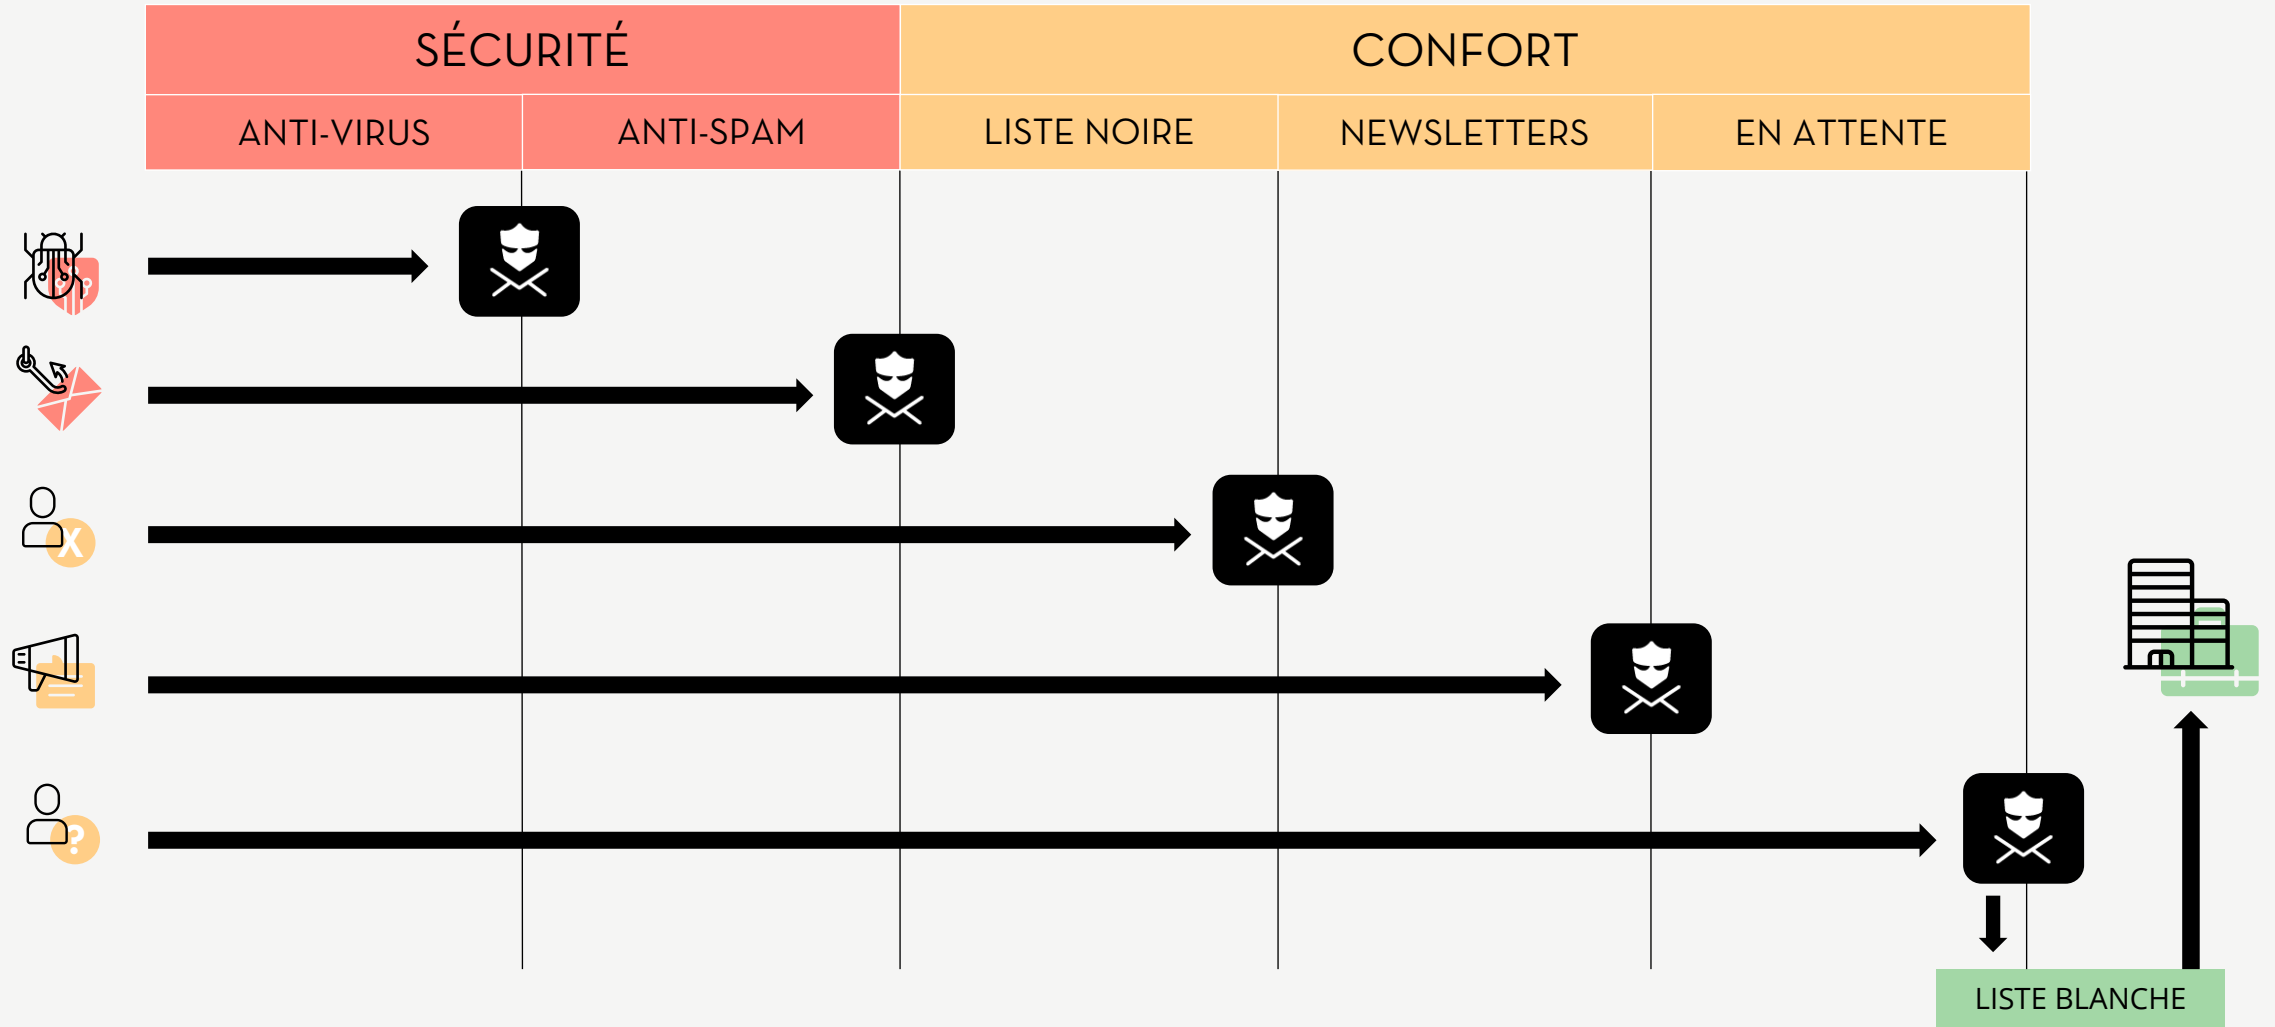 SÉCURITÉ
CONFORT
ANTI-VIRUS
ANTI-SPAM
LISTE NOIRE
NEWSLETTERS
EN ATTENTE
X
?
LISTE BLANCHE